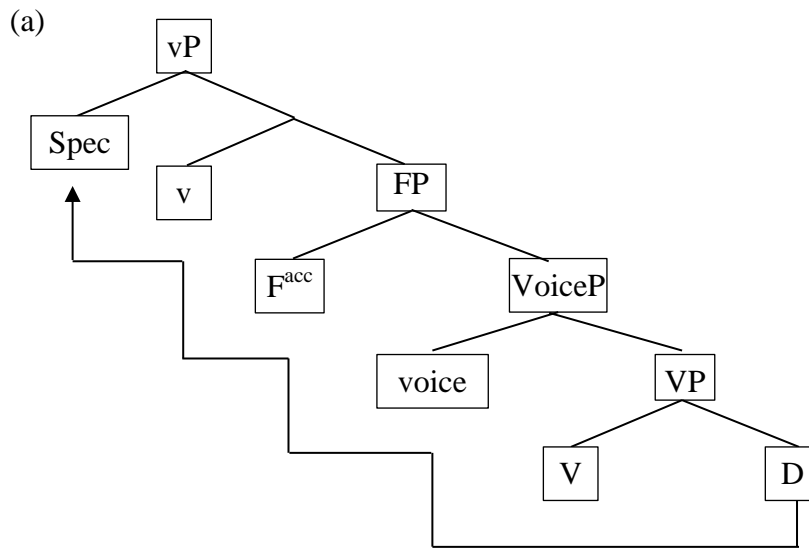 (a)
vP
Spec
v FP
F^acc VoiceP
voice VP
V D